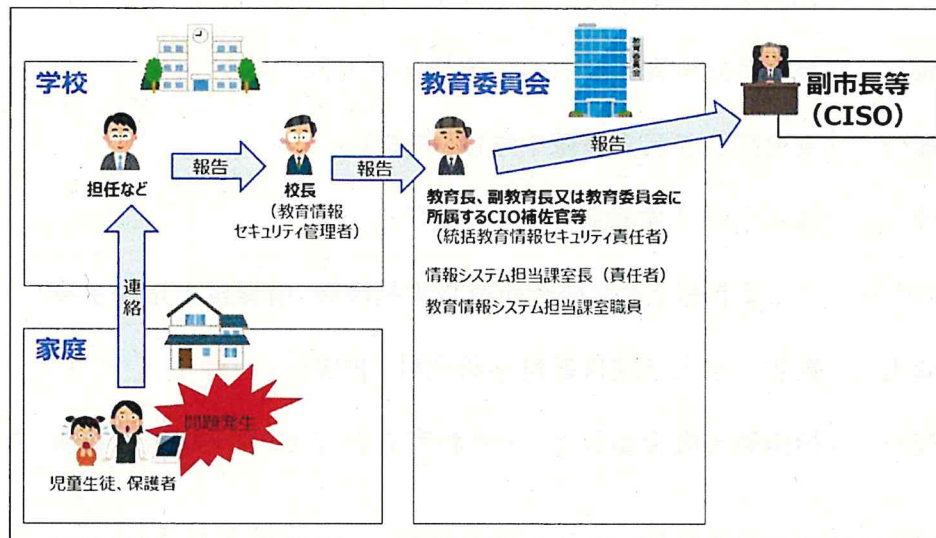 学校
担任など
報告
校長
（教育情報
セキュリティ管理者）
報告
教育委員会
教育委員会
教育長、副教育長又は教育委員会に
所属するCIO補佐官等
（統括教育情報セキュリティ責任者）
情報システム担当課室長（責任者）
教育情報システム担当課室職員
報告
副市長等
（CISO）
連絡
家庭
問題発生
児童生徒、保護者